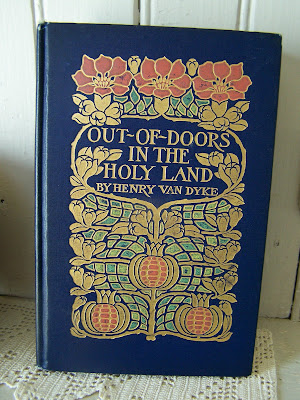 OUT-OF-DOORS
IN THE
HOLY LAND
BY HENRY VAN DYKE